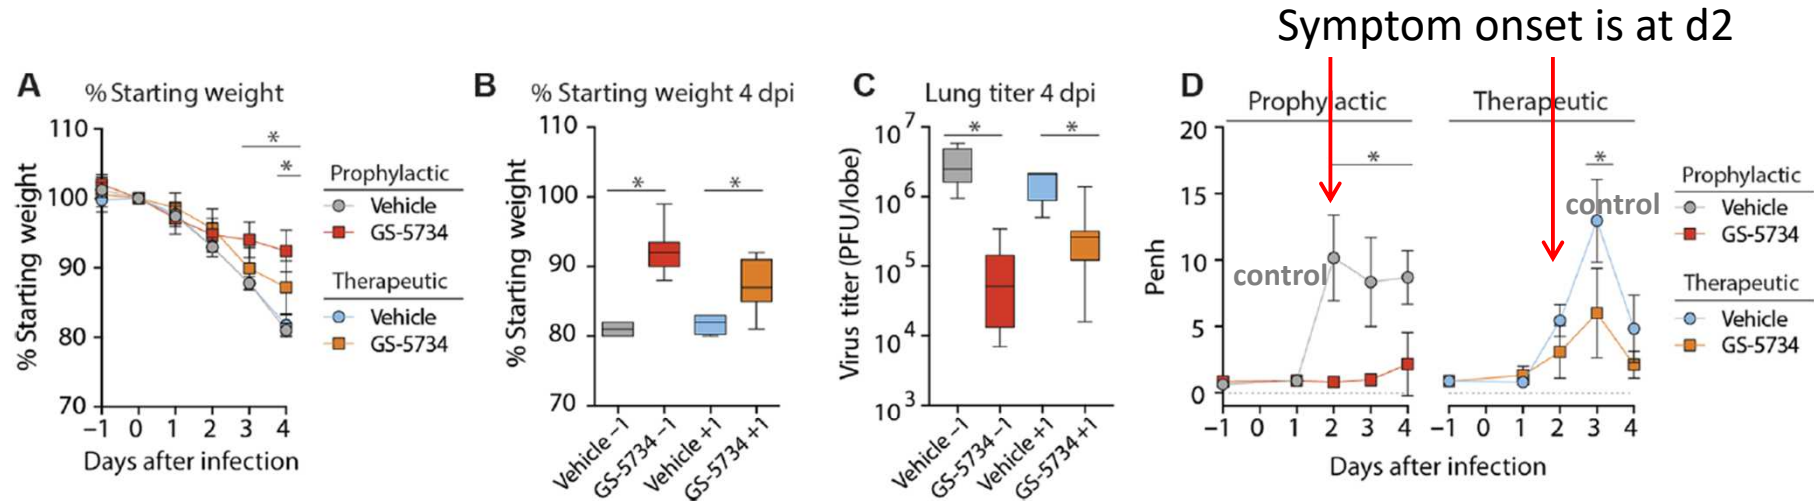 Symptom onset is at d2
A
% Starting weight
110
100
90
80
70
% Starting weight
*
*
−1 0 1 2 3 4
Days after infection
Prophylactic
Vehicle
GS-5734
Therapeutic
Vehicle
GS-5734
B
% Starting weight 4 dpi
110
100
90
80
70
% Starting weight
*
*
Vehicle −1
GS-5734 −1
Vehicle +1
GS-5734 +1
C
Lung titer 4 dpi
10^7
10^6
10^5
10^4
10^3
Virus titer (PFU/lobe)
*
*
Vehicle −1
GS-5734 −1
Vehicle +1
GS-5734 +1
D
Prophylactic
Therapeutic
20
15
10
5
0
Penh
*
*
control
control
−1 0 1 2 3 4
−1 0 1 2 3 4
Days after infection
Prophylactic
Vehicle
GS-5734
Therapeutic
Vehicle
GS-5734